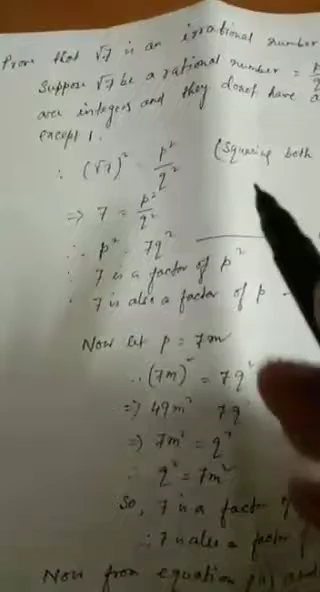 Prove that √7 is an irrational number
Suppose √7 be a rational number = p/q
are integers and they donot have a
except 1.
∴ (√7)² = p²/q² (Squaring both
=> 7 = p²/q²
∴ p² = 7q²
∴ 7 is a factor of p²
∴ 7 is also a factor of p
Now let p = 7m
∴ (7m)² = 7q²
=> 49m² 7q²
=> 7m² = q²
∴ q² = 7m²
So, 7 is a factor
∴ 7 is also a factor
Now from equation (ii) and